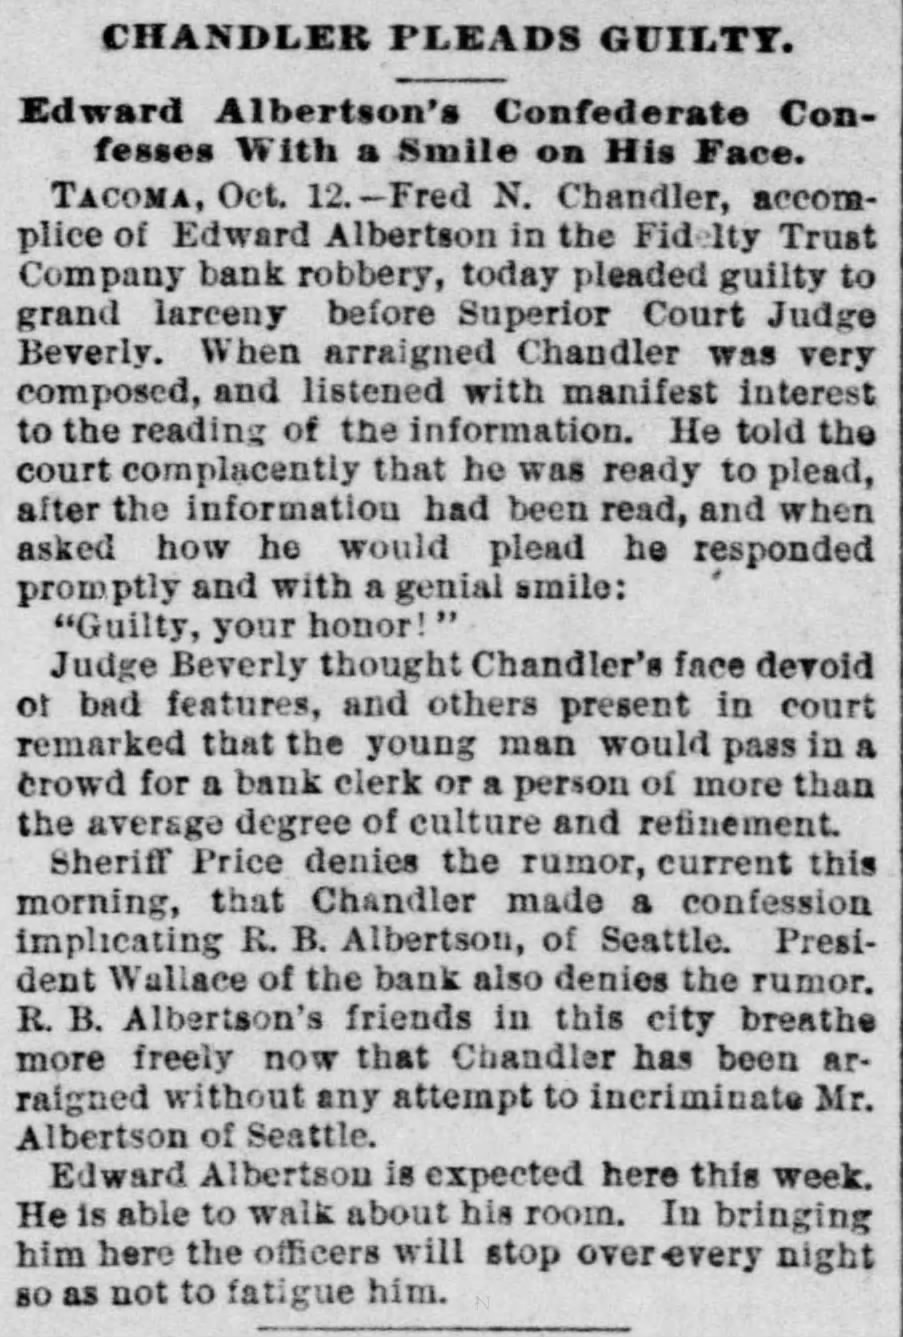 CHANDLER PLEADS GUILTY.
Edward Albertson's Confederate Con-
fesses With a Smile on His Face.
TACOMA, Oct. 12.—Fred N. Chandler, accom-
plice of Edward Albertson in the Fidelty Trust
Company bank robbery, today pleaded guilty to
grand larceny before Superior Court Judge
Beverly. When arraigned Chandler was very
composed, and listened with manifest interest
to the reading of the information. He told the
court complacently that he was ready to plead,
after the information had been read, and when
asked how he would plead he responded
promptly and with a genial smile:
"Guilty, your honor!"
Judge Beverly thought Chandler's face devoid
of bad features, and others present in court
remarked that the young man would pass in a
crowd for a bank clerk or a person of more than
the average degree of culture and refinement.
Sheriff Price denies the rumor, current this
morning, that Chandler made a confession
implicating R. B. Albertson, of Seattle. Presi-
dent Wallace of the bank also denies the rumor.
R. B. Albertson's friends in this city breathe
more freely now that Chandler has been ar-
raigned without any attempt to incriminate Mr.
Albertson of Seattle.
Edward Albertson is expected here this week.
He is able to walk about his room. In bringing
him here the officers will stop over every night
so as not to fatigue him.
N